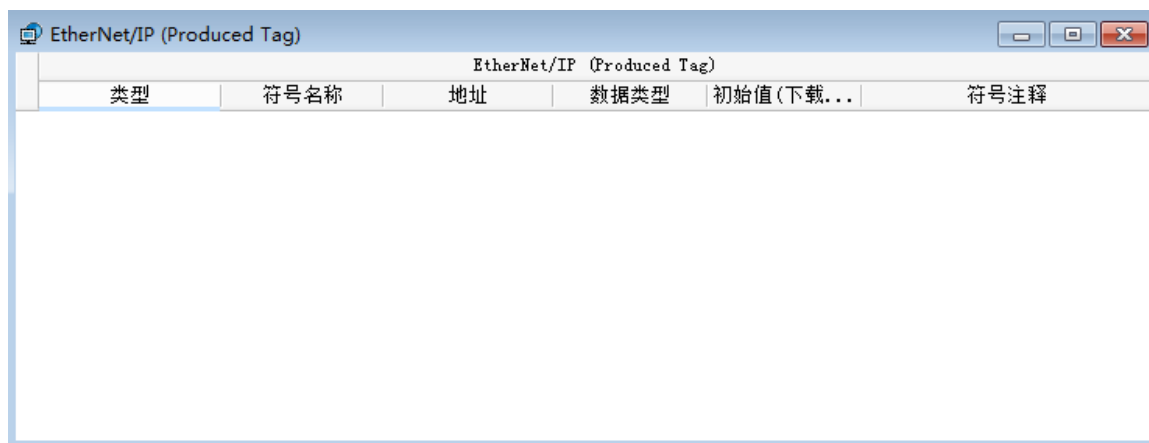 EtherNet/IP (Produced Tag)
EtherNet/IP (Produced Tag)
类型 符号名称 地址 数据类型 初始值(下载... 符号注释